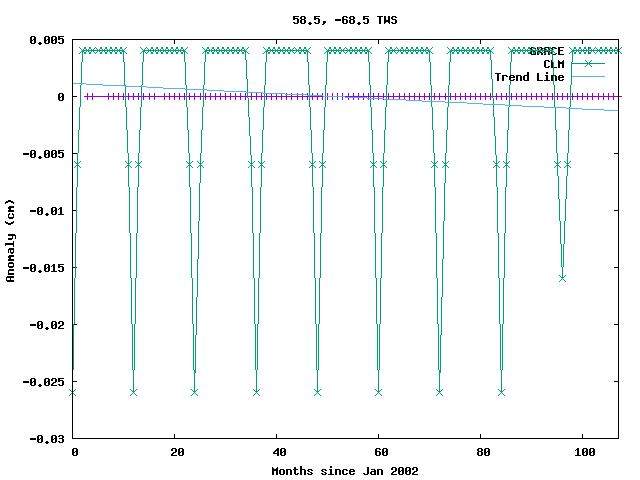 58.5, -68.5 TWS
GRACE
CLM
Trend Line
0.005
0
-0.005
-0.01
-0.015
-0.02
-0.025
-0.03
Anomaly (cm)
0 20 40 60 80 100
Months since Jan 2002